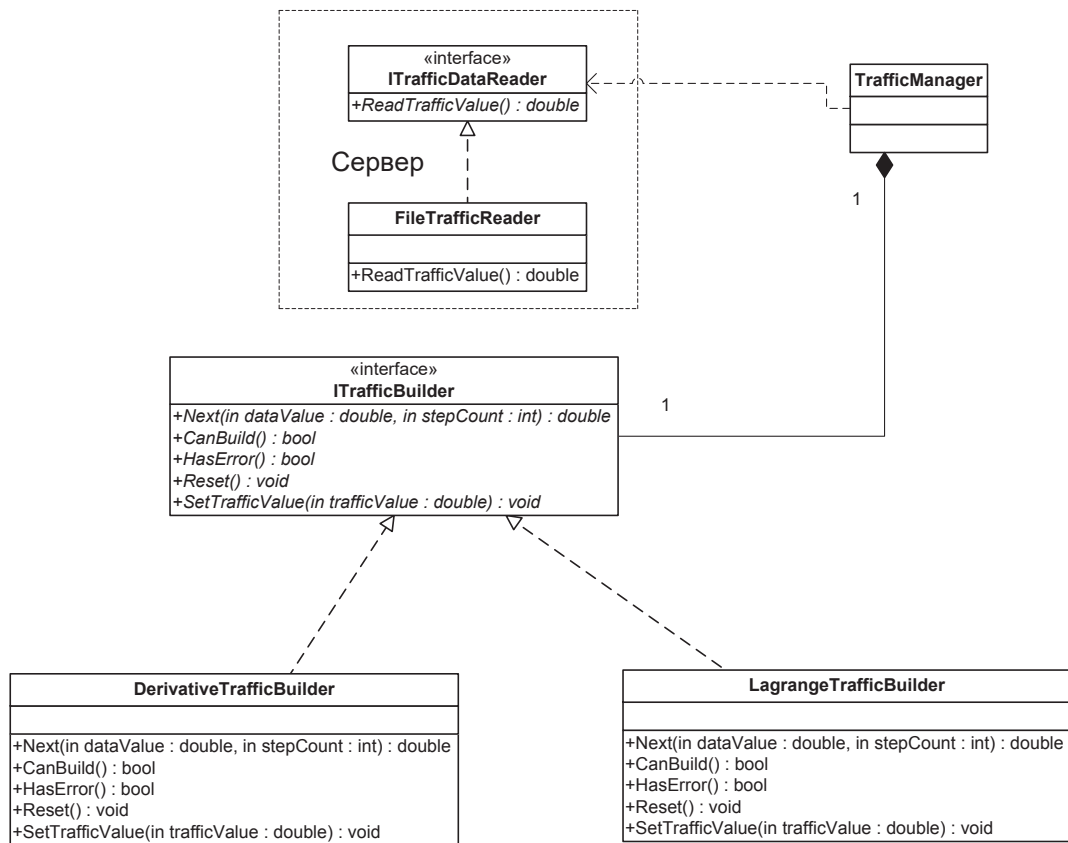 «interface»
ITrafficDataReader
+ReadTrafficValue() : double
TrafficManager
Сервер
1
FileTrafficReader
+ReadTrafficValue() : double
«interface»
ITrafficBuilder
+Next(in dataValue : double, in stepCount : int) : double
+CanBuild() : bool
+HasError() : bool
+Reset() : void
+SetTrafficValue(in trafficValue : double) : void
1
DerivativeTrafficBuilder
+Next(in dataValue : double, in stepCount : int) : double
+CanBuild() : bool
+HasError() : bool
+Reset() : void
+SetTrafficValue(in trafficValue : double) : void
LagrangeTrafficBuilder
+Next(in dataValue : double, in stepCount : int) : double
+CanBuild() : bool
+HasError() : bool
+Reset() : void
+SetTrafficValue(in trafficValue : double) : void